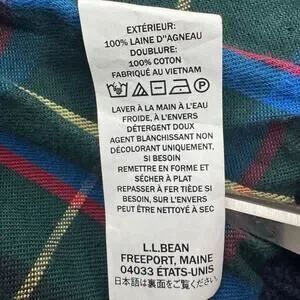 EXTÉRIEUR:
100% LAINE D"AGNEAU
DOUBLURE:
100% COTON
FABRIQUÉ AU VIETNAM
LAVER À LA MAIN À L'EAU
FROIDE, À L'ENVERS
DÉTERGENT DOUX
AGENT BLANCHISSANT NON
DÉCOLORANT UNIQUEMENT,
SI BESOIN
REMETTRE EN FORME ET
SÉCHER À PLAT
REPASSER À FER TIÈDE SI
BESOIN, SUR L'ENVERS
PEUT ÊTRE NETTOYÉ À SEC
L.L.BEAN
FREEPORT, MAINE
04033 ÉTATS-UNIS
日本語は裏面をご覧ください。